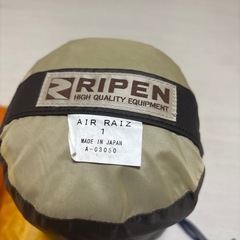 RIPEN
HIGH QUALITY EQUIPMENT
AIR RAIZ
1
MADE IN JAPAN
A-03050